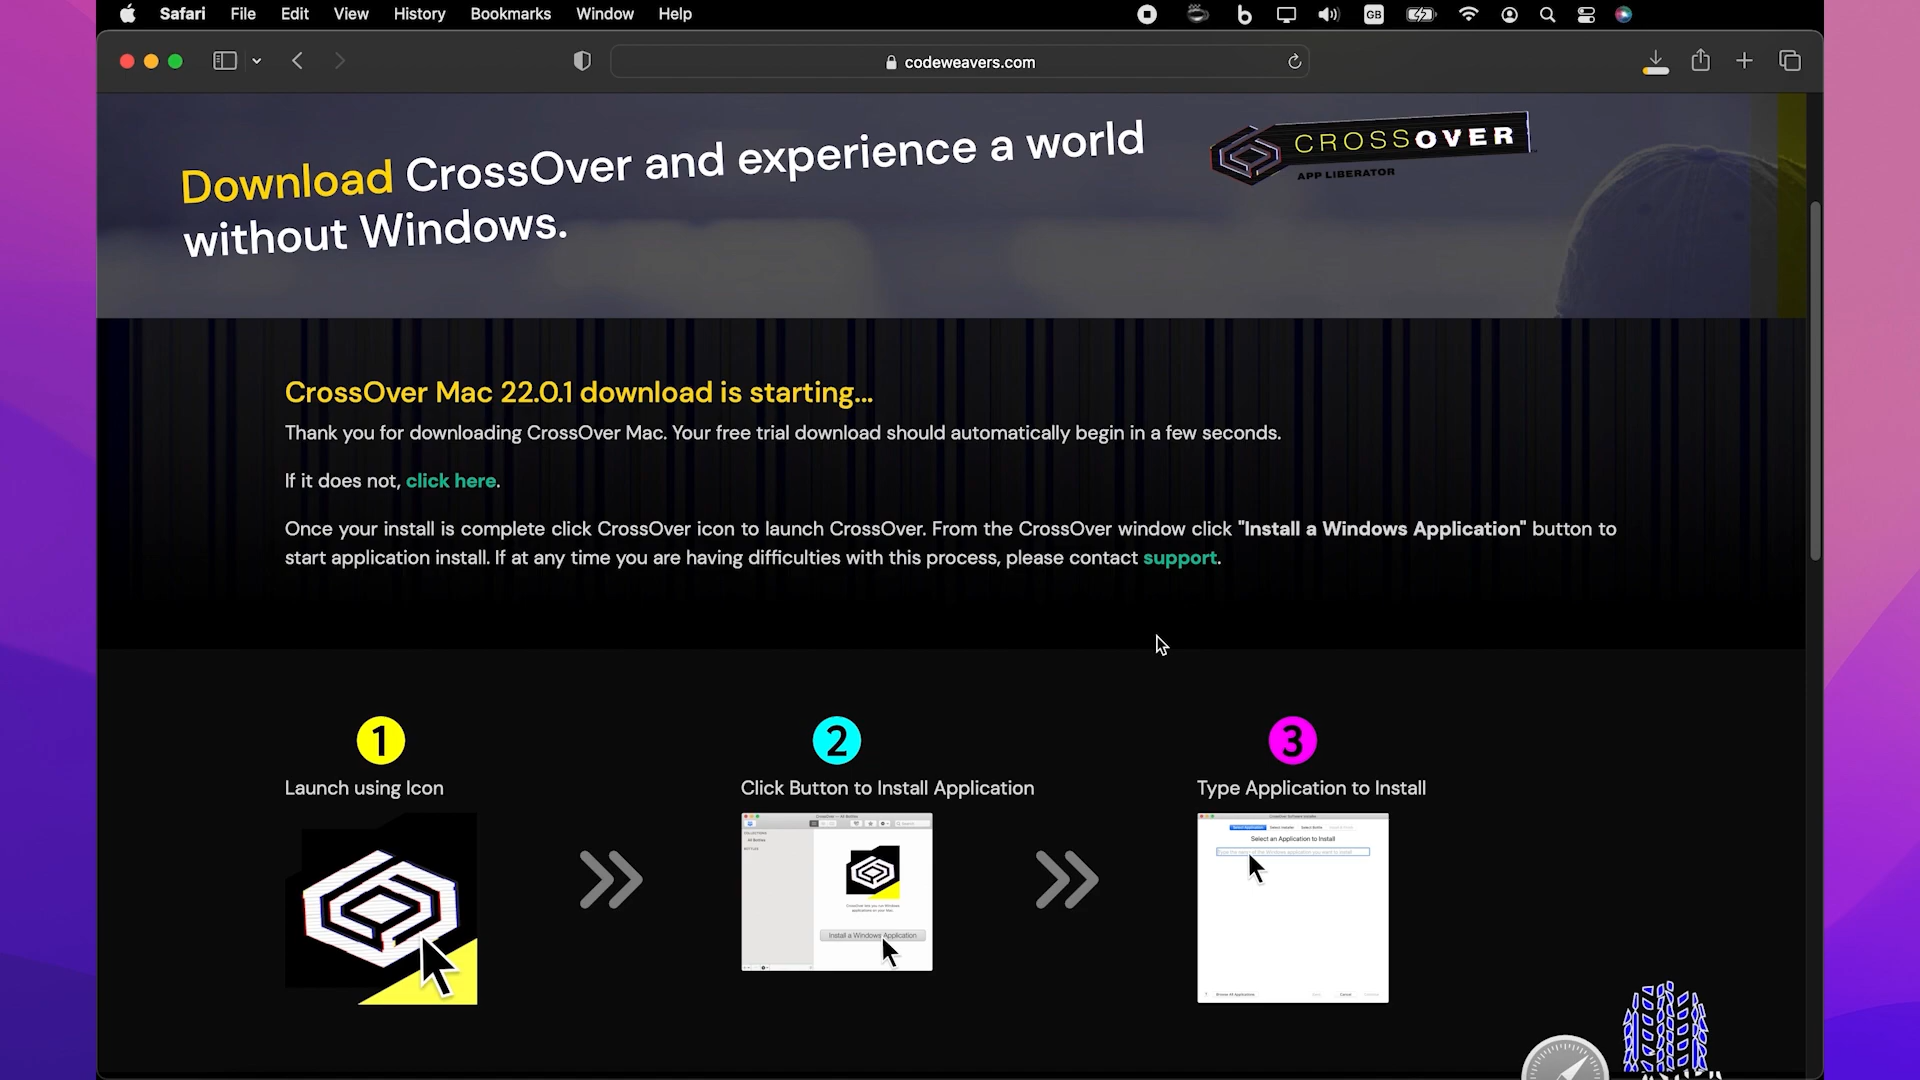 Safari File Edit View History Bookmarks Window Help
GB
codeweavers.com
Download CrossOver and experience a world
without Windows.
CROSSOVER
APP LIBERATOR
CrossOver Mac 22.0.1 download is starting...
Thank you for downloading CrossOver Mac. Your free trial download should automatically begin in a few seconds.
If it does not, click here.
Once your install is complete click CrossOver icon to launch CrossOver. From the CrossOver window click "Install a Windows Application" button to
start application install. If at any time you are having difficulties with this process, please contact support.
1
2
3
Launch using Icon
Click Button to Install Application
Type Application to Install
Install a Windows Application
Select an Application to Install